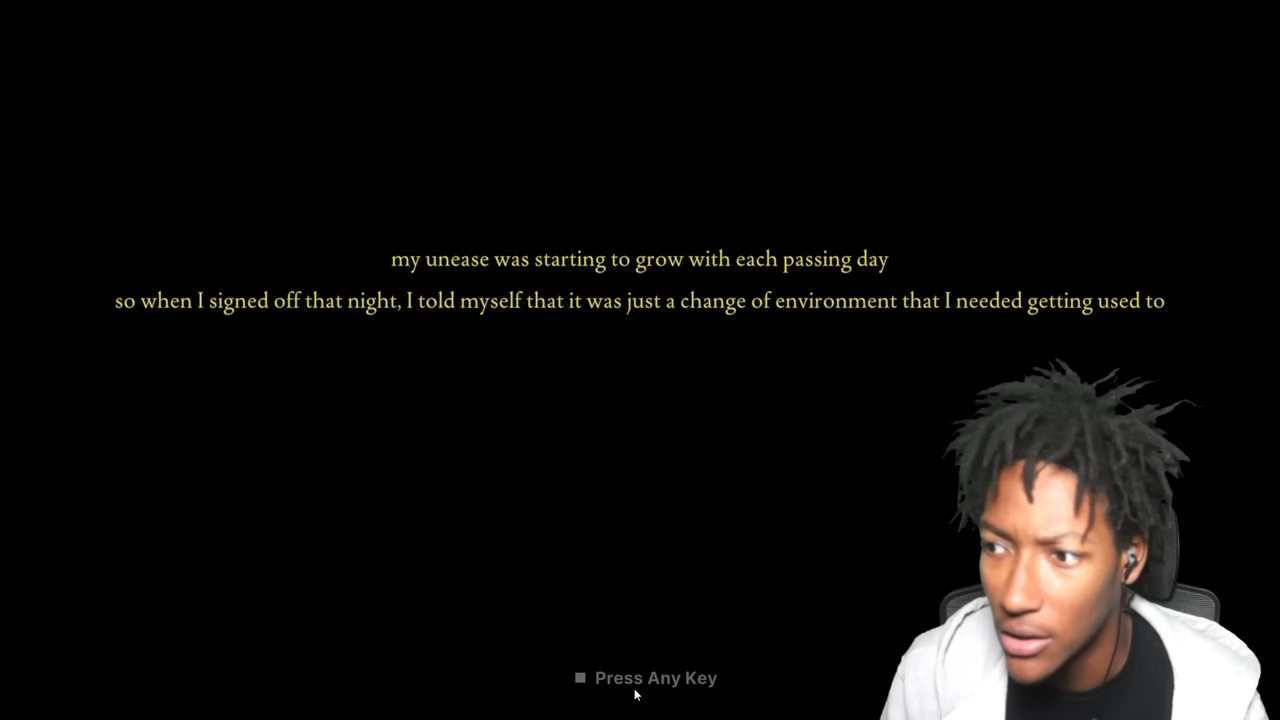 my unease was starting to grow with each passing day
so when I signed off that night, I told myself that it was just a change of environment that I needed getting used to
Press Any Key